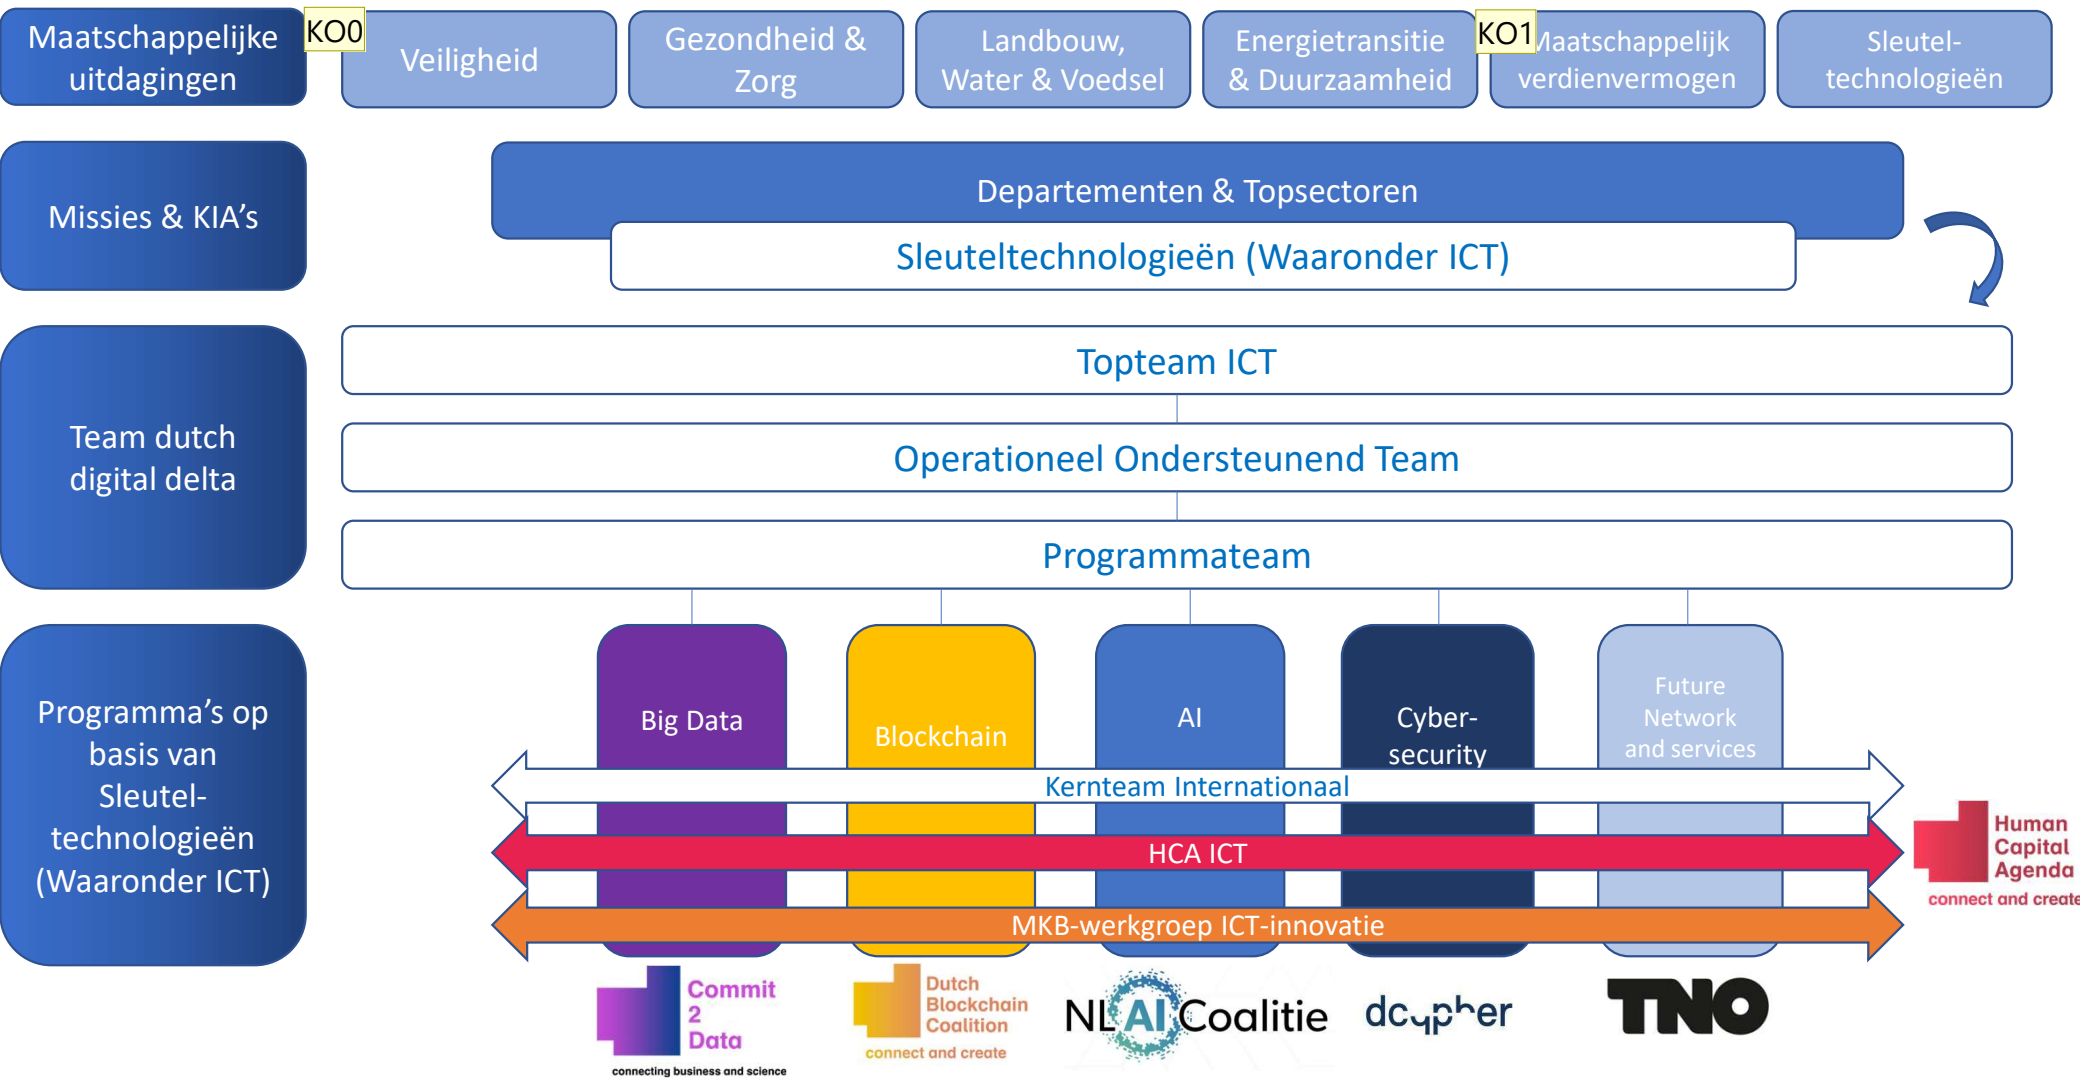 Maatschappelijke
uitdagingen
KO0
Veiligheid
Gezondheid &
Zorg
Landbouw,
Water & Voedsel
Energietransitie
& Duurzaamheid
KO1
Maatschappelijk
verdienvermogen
Sleutel-
technologieën
Missies & KIA's
Departementen & Topsectoren
Sleuteltechnologieën (Waaronder ICT)
Team dutch
digital delta
Topteam ICT
Operationeel Ondersteunend Team
Programmateam
Programma's op
basis van
Sleutel-
technologieën
(Waaronder ICT)
Big Data
Blockchain
AI
Cyber-
security
Future
Network
and services
Kernteam Internationaal
HCA ICT
MKB-werkgroep ICT-innovatie
Human
Capital
Agenda
connect and create
Commit
2
Data
connecting business and science
Dutch
Blockchain
Coalition
connect and create
NL AI Coalitie
dcypher
TNO